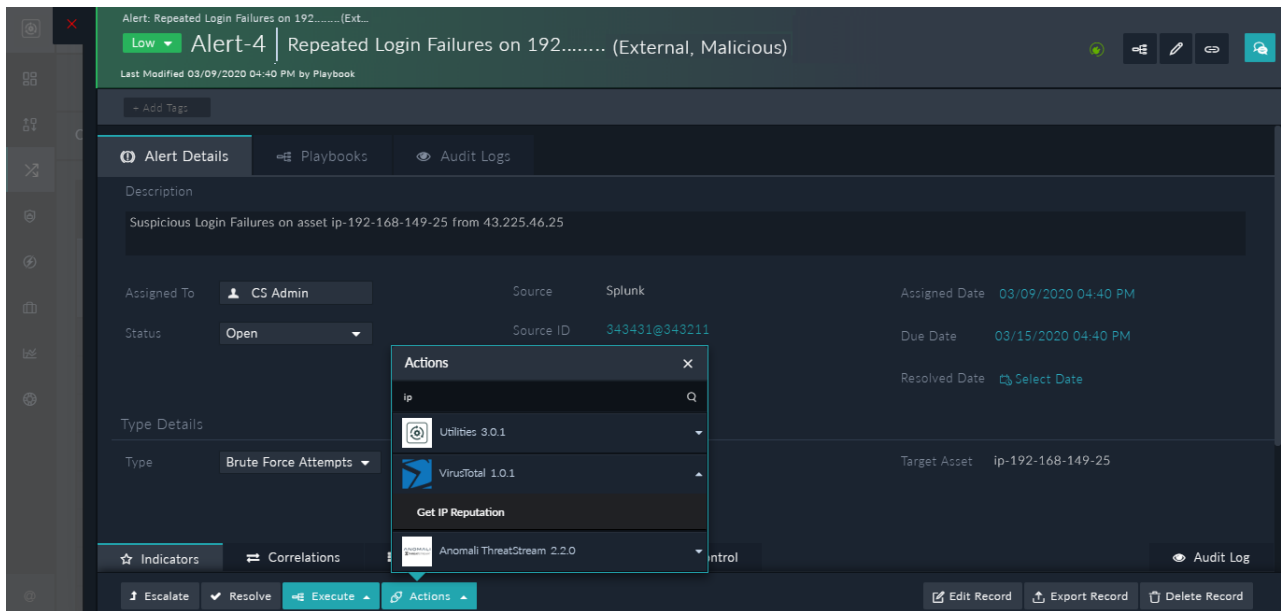 Alert: Repeated Login Failures on 192.........(Ext...
Low Alert-4 Repeated Login Failures on 192........ (External, Malicious)
Last Modified 03/09/2020 04:40 PM by Playbook
+ Add Tags
Alert Details Playbooks Audit Logs
Description
Suspicious Login Failures on asset ip-192-168-149-25 from 43.225.46.25
Assigned To CS Admin Source Splunk Assigned Date 03/09/2020 04:40 PM
Status Open Source ID 343431@343211 Due Date 03/15/2020 04:40 PM
Actions
Resolved Date Select Date
ip
Type Details
Utilities 3.0.1
Type Brute Force Attempts Target Asset ip-192-168-149-25
VirusTotal 1.0.1
Get IP Reputation
Anomali ThreatStream 2.2.0
Indicators Correlations Audit Log
Escalate Resolve Execute Actions Edit Record Export Record Delete Record